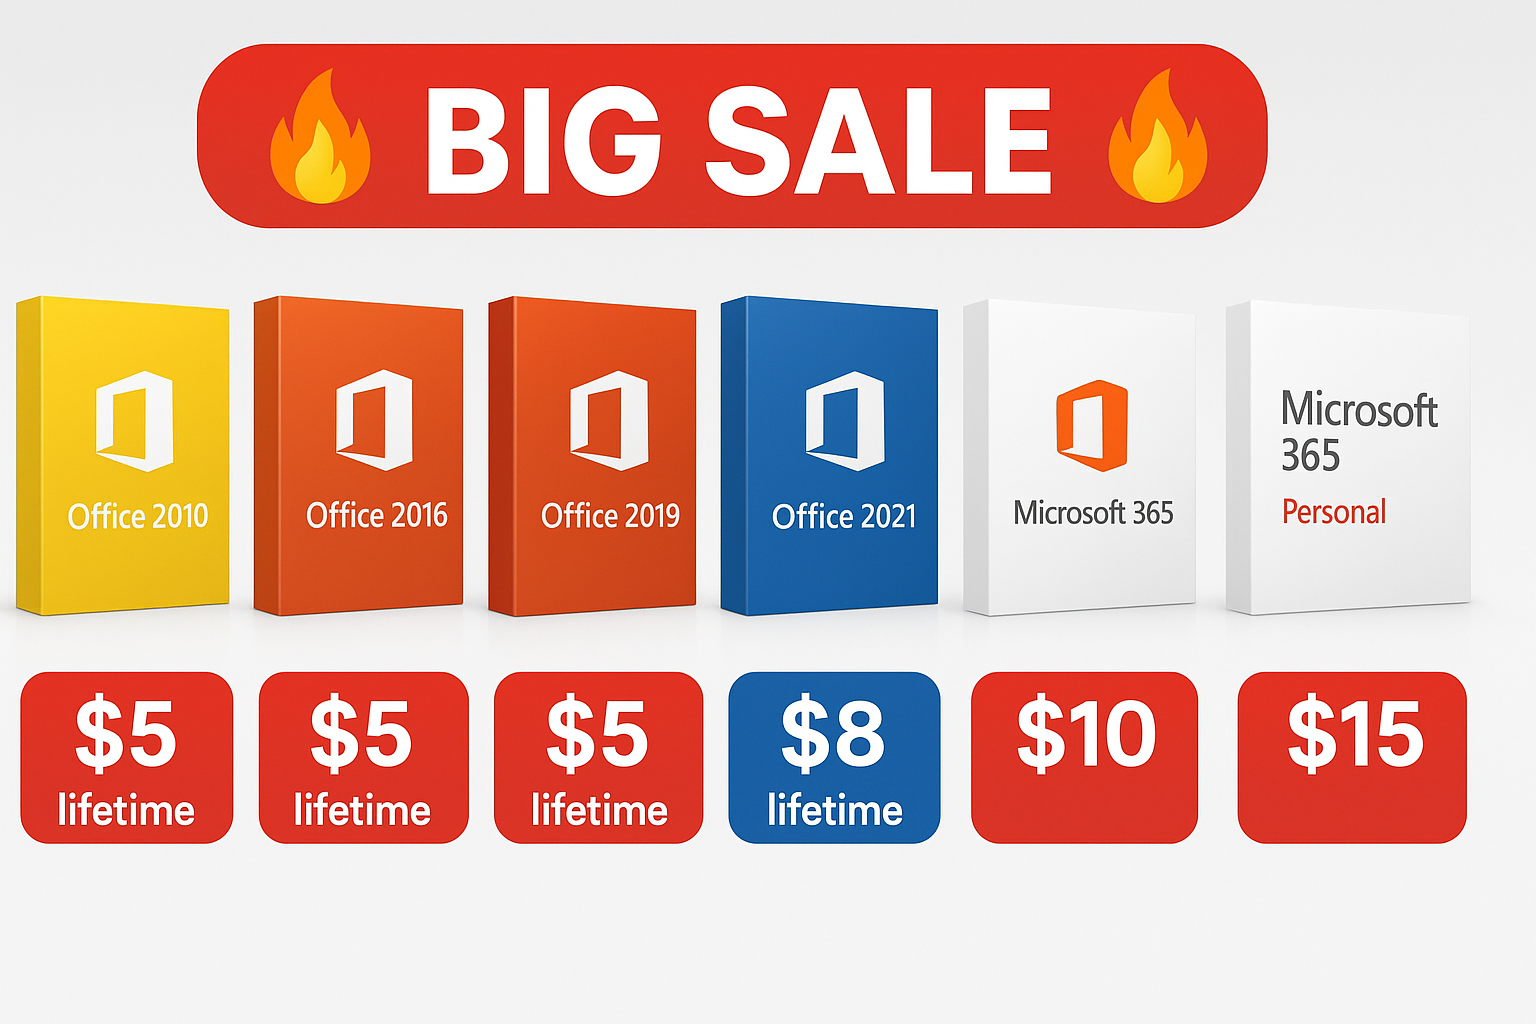 BIG SALE
Office 2010
Office 2016
Office 2019
Office 2021
Microsoft 365
Microsoft
365
Personal
$5
lifetime
$5
lifetime
$5
lifetime
$8
lifetime
$10
$15